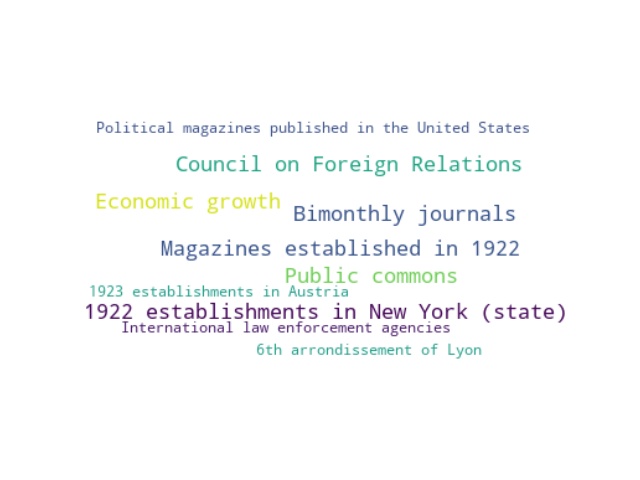 Political magazines published in the United States
Council on Foreign Relations
Economic growth
Bimonthly journals
Magazines established in 1922
Public commons
1923 establishments in Austria
1922 establishments in New York (state)
International law enforcement agencies
6th arrondissement of Lyon